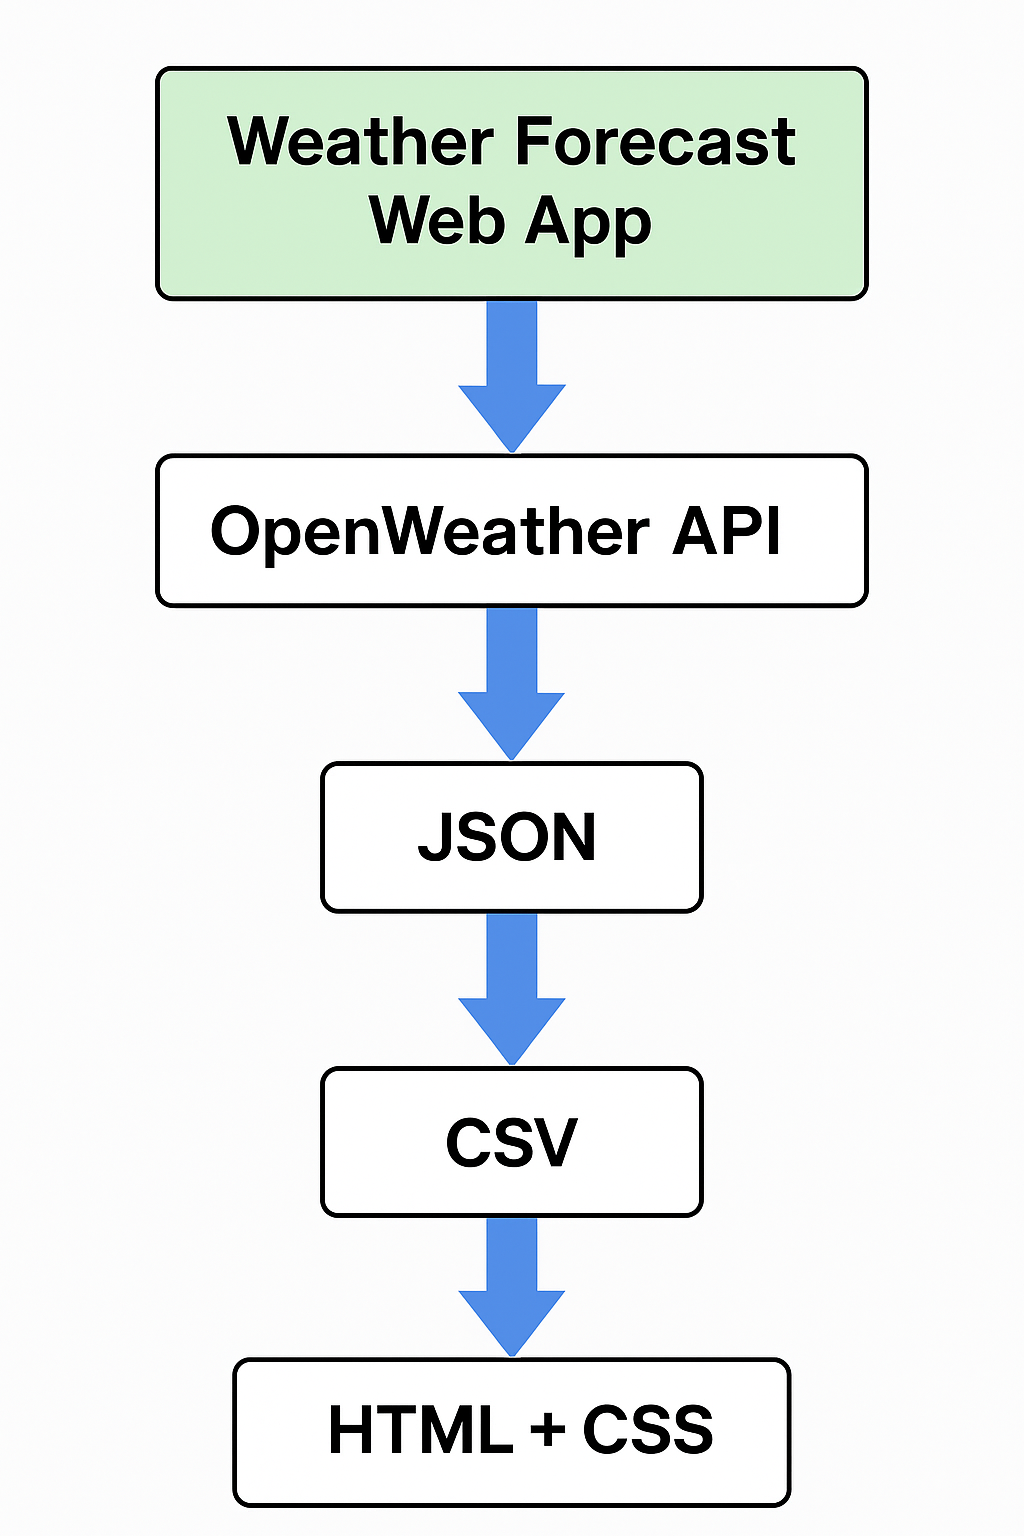 Weather Forecast
Web App
OpenWeather API
JSON
CSV
HTML + CSS